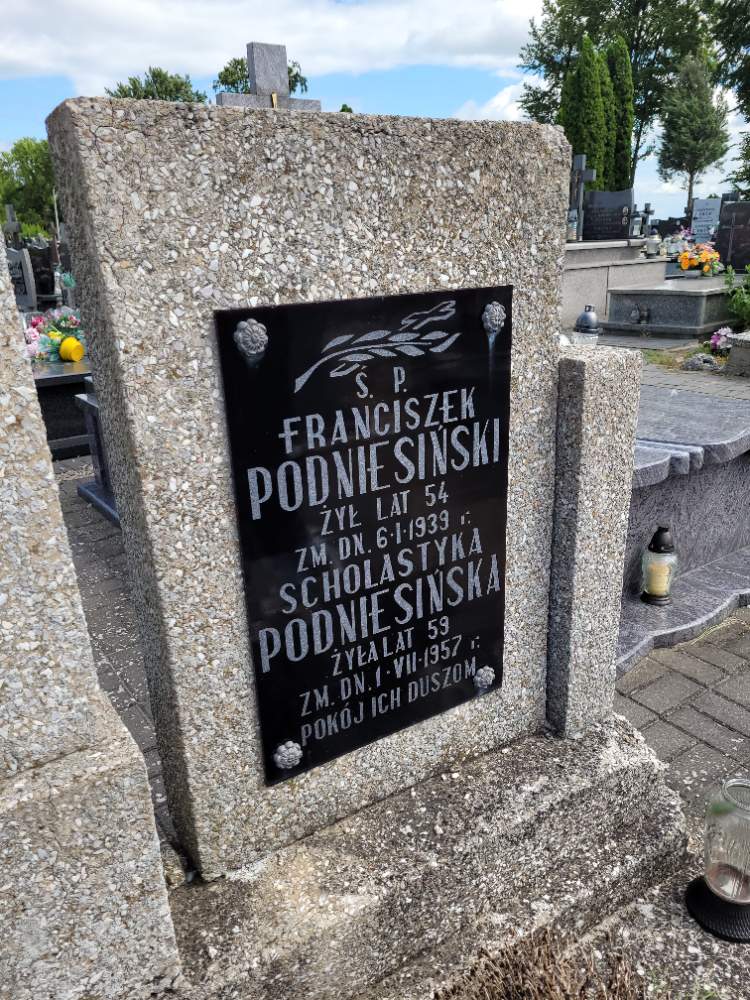 Ś. P.
FRANCISZEK
PODNIESIŃSKI
ŻYŁ LAT 54
ZM. DN. 6·I·1939 r.
SCHOLASTYKA
PODNIESIŃSKA
ŻYŁA LAT 59
ZM. DN. 1·VII·1957 r.
POKÓJ ICH DUSZOM